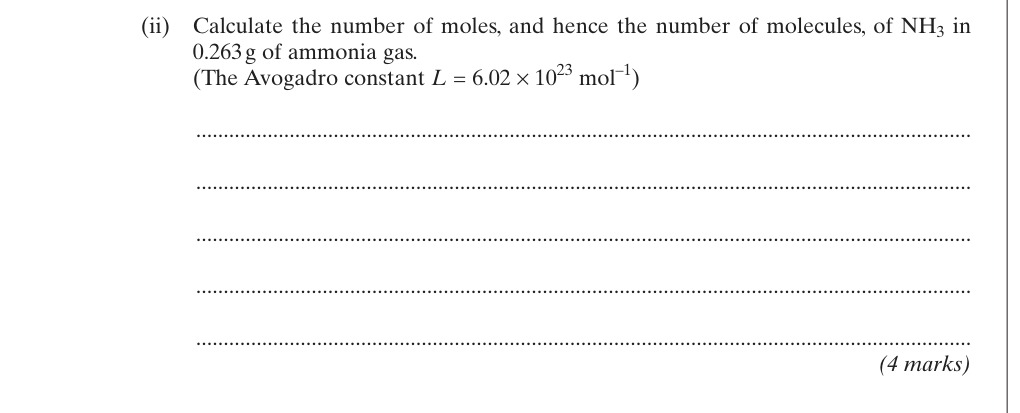 (ii) Calculate the number of moles, and hence the number of molecules, of NH₃ in
0.263 g of ammonia gas.
(The Avogadro constant L = 6.02 × 10²³ mol⁻¹)
(4 marks)